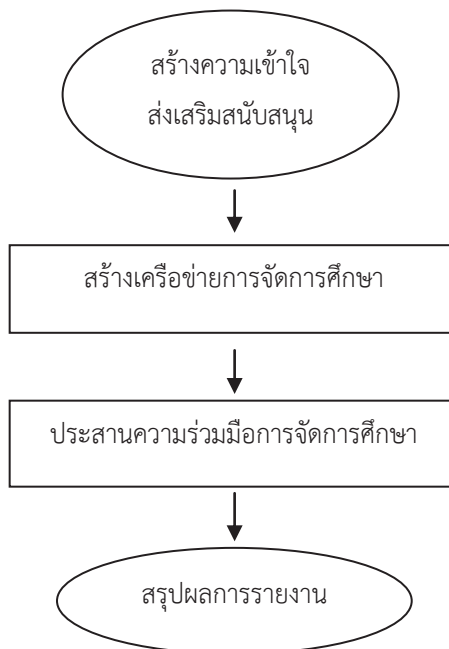 สร้างความเข้าใจ
ส่งเสริมสนับสนุน
สร้างเครือข่ายการจัดการศึกษา
ประสานความร่วมมือการจัดการศึกษา
สรุปผลการรายงาน